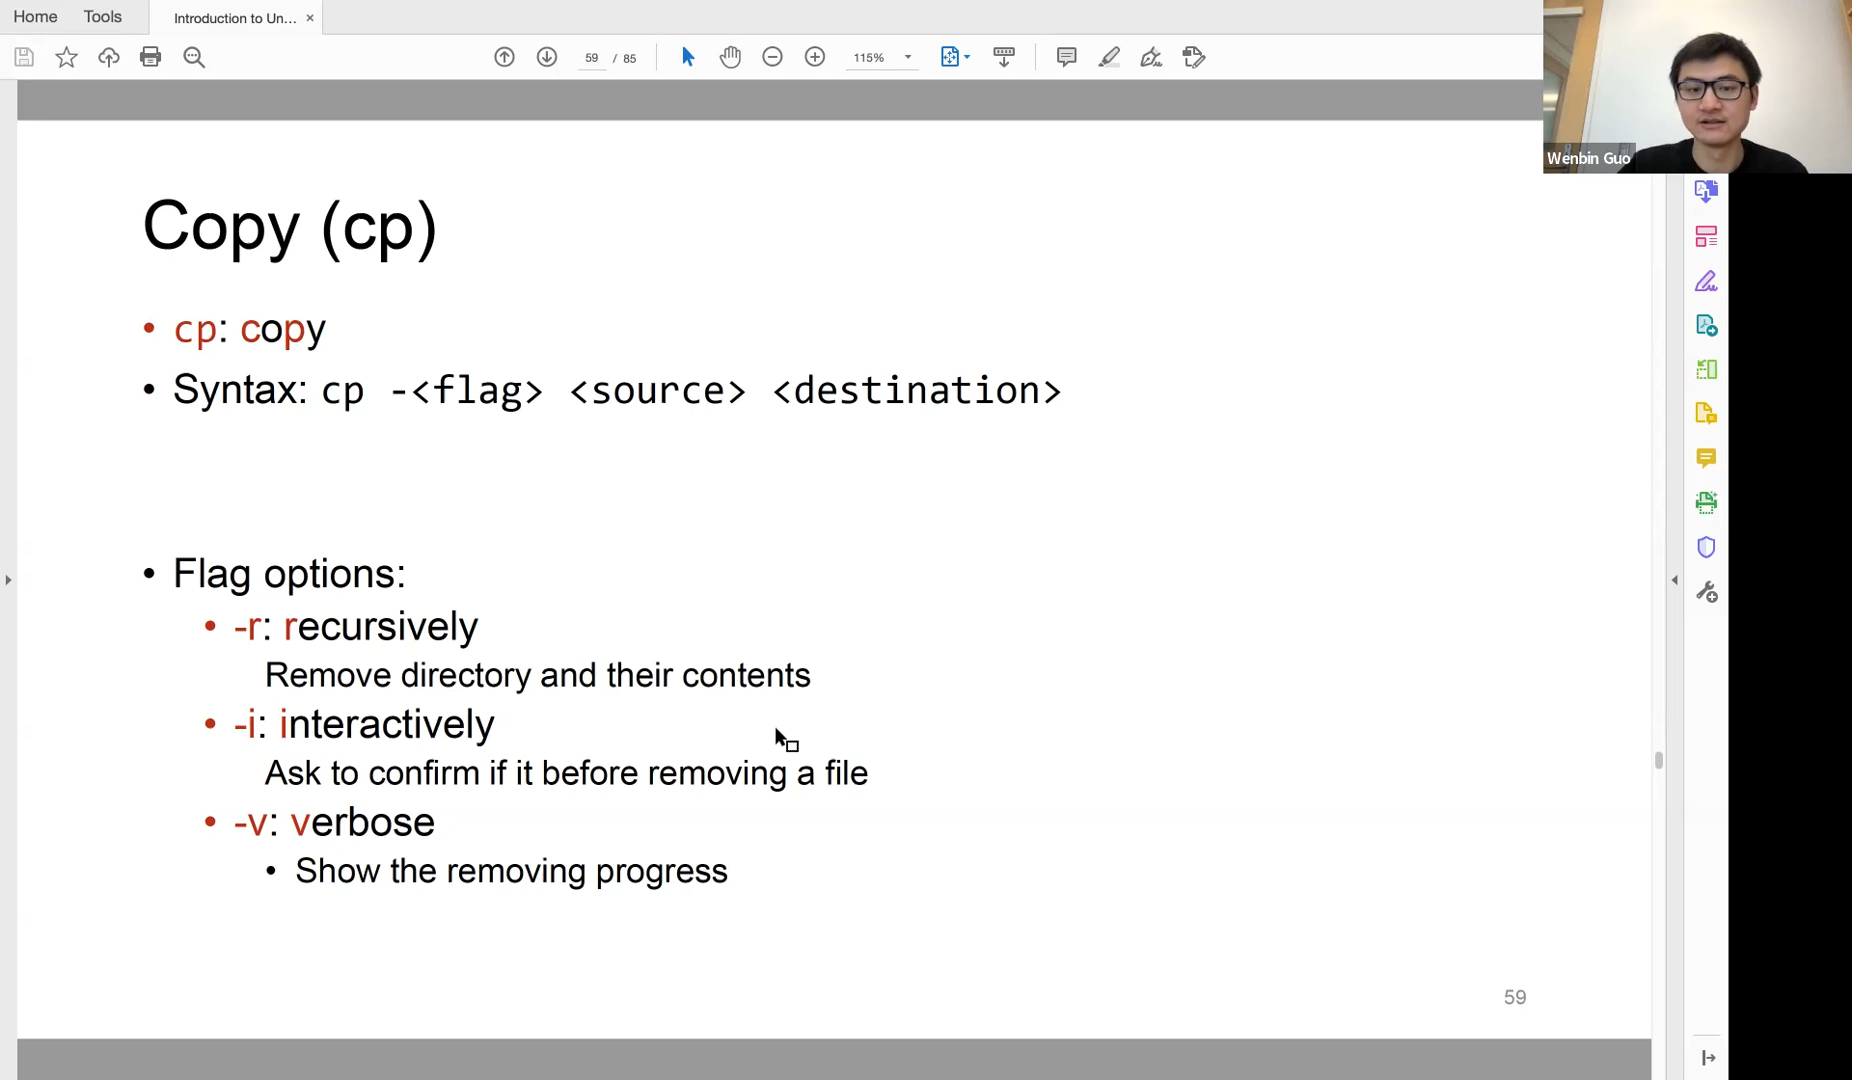 Home
Tools
Introduction to Un...
×
59 / 85
115%
Wenbin Guo
Copy (cp)
• cp: copy
• Syntax: cp -<flag> <source> <destination>
• Flag options:
• -r: recursively
Remove directory and their contents
• -i: interactively
Ask to confirm if it before removing a file
• -v: verbose
• Show the removing progress
59